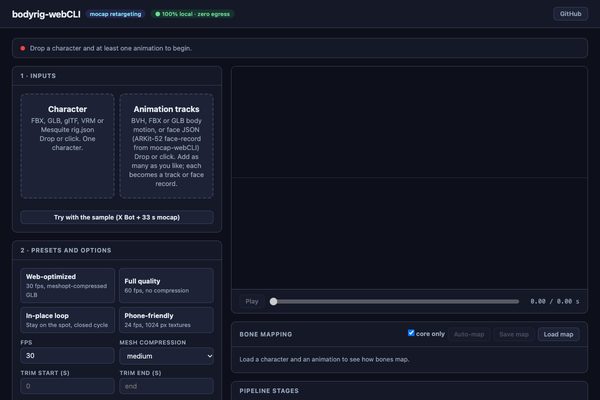 bodyrig-webCLI
mocap retargeting
100% local · zero egress
GitHub
Drop a character and at least one animation to begin.
1 · INPUTS
Character
FBX, GLB, glTF, VRM or
Mesquite rig.json
Drop or click. One
character.
Animation tracks
BVH, FBX or GLB body
motion, or face JSON
(ARKit-52 face-record
from mocap-webCLI)
Drop or click. Add as
many as you like; each
becomes a track or face
record.
Try with the sample (X Bot + 33 s mocap)
2 · PRESETS AND OPTIONS
Web-optimized
30 fps, meshopt-compressed
GLB
Full quality
60 fps, no compression
In-place loop
Stay on the spot, closed cycle
Phone-friendly
24 fps, 1024 px textures
FPS
MESH COMPRESSION
30
medium
TRIM START (S)
TRIM END (S)
0
end
Play
0.00 / 0.00 s
BONE MAPPING
core only
Auto-map
Save map
Load map
Load a character and an animation to see how bones map.
PIPELINE STAGES